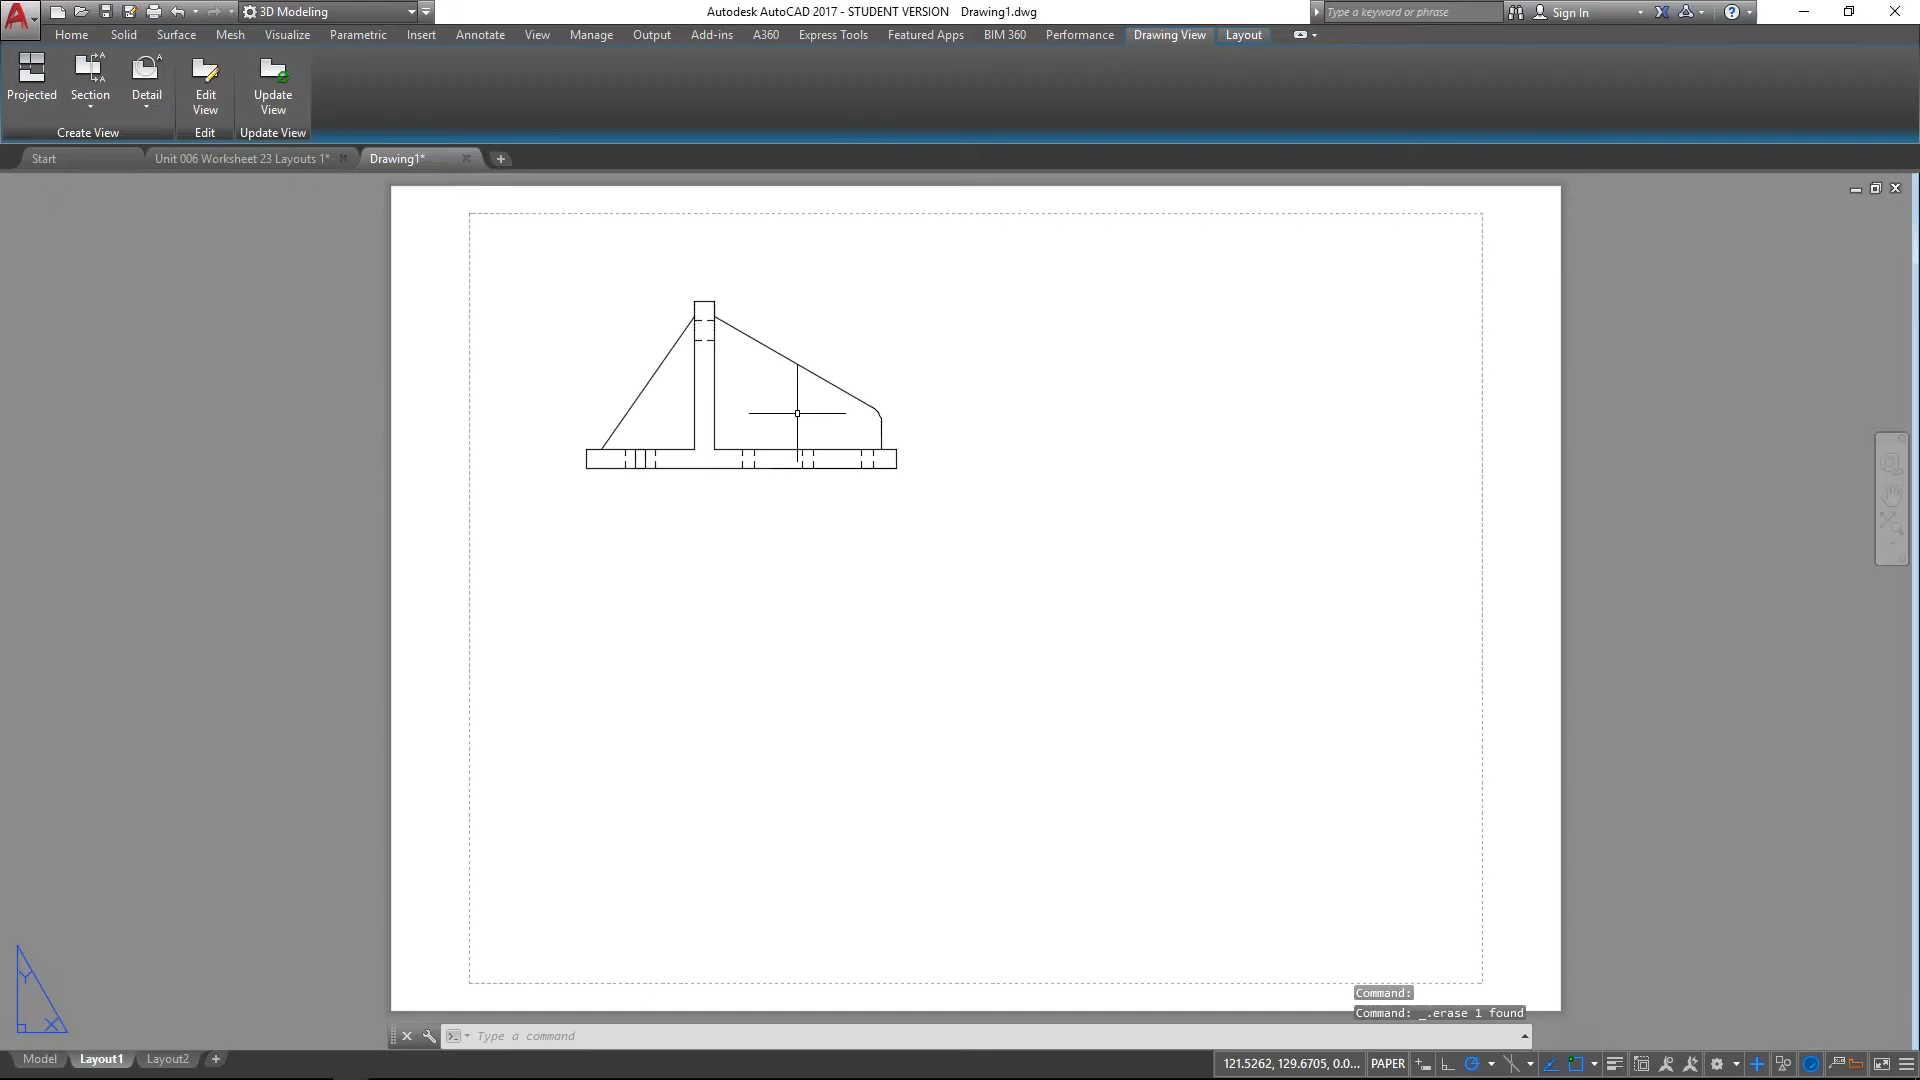 3D Modeling
Autodesk AutoCAD 2017 - STUDENT VERSION    Drawing1.dwg
Type a keyword or phrase
Sign In
Home
Solid
Surface
Mesh
Visualize
Parametric
Insert
Annotate
View
Manage
Output
Add-ins
A360
Express Tools
Featured Apps
BIM 360
Performance
Drawing View
Layout
Projected
Section
Detail
Edit View
Update View
Create View
Edit
Update View
Start
Unit 006 Worksheet 23 Layouts 1*
Drawing1*
Y
X
Command:
Command: _.erase 1 found
Type a command
Model
Layout1
Layout2
121.5262, 129.6705, 0.0...
PAPER